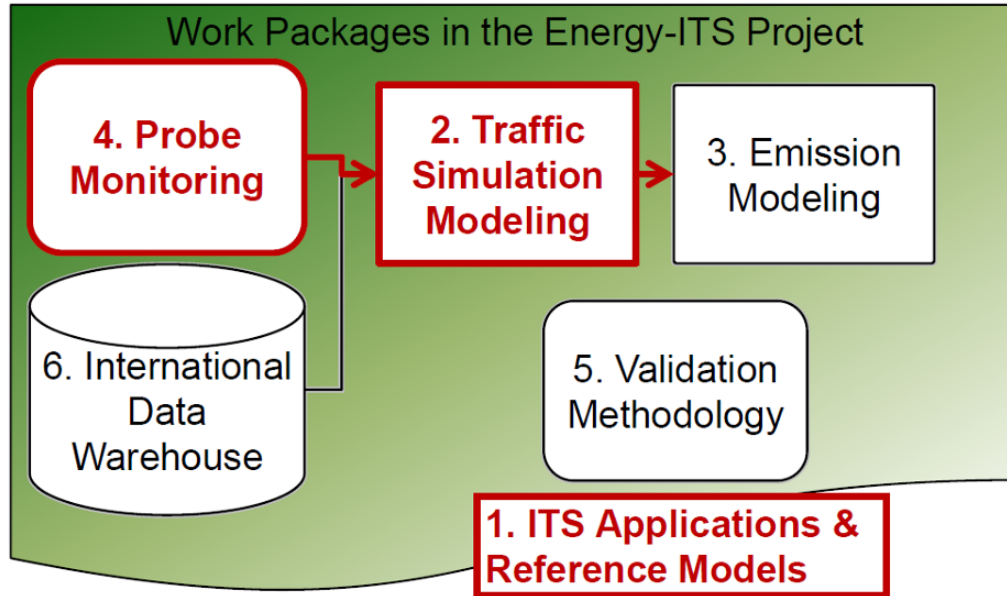 Work Packages in the Energy-ITS Project
4. Probe
Monitoring
2. Traffic
Simulation
Modeling
3. Emission
Modeling
6. International
Data
Warehouse
5. Validation
Methodology
1. ITS Applications &
Reference Models